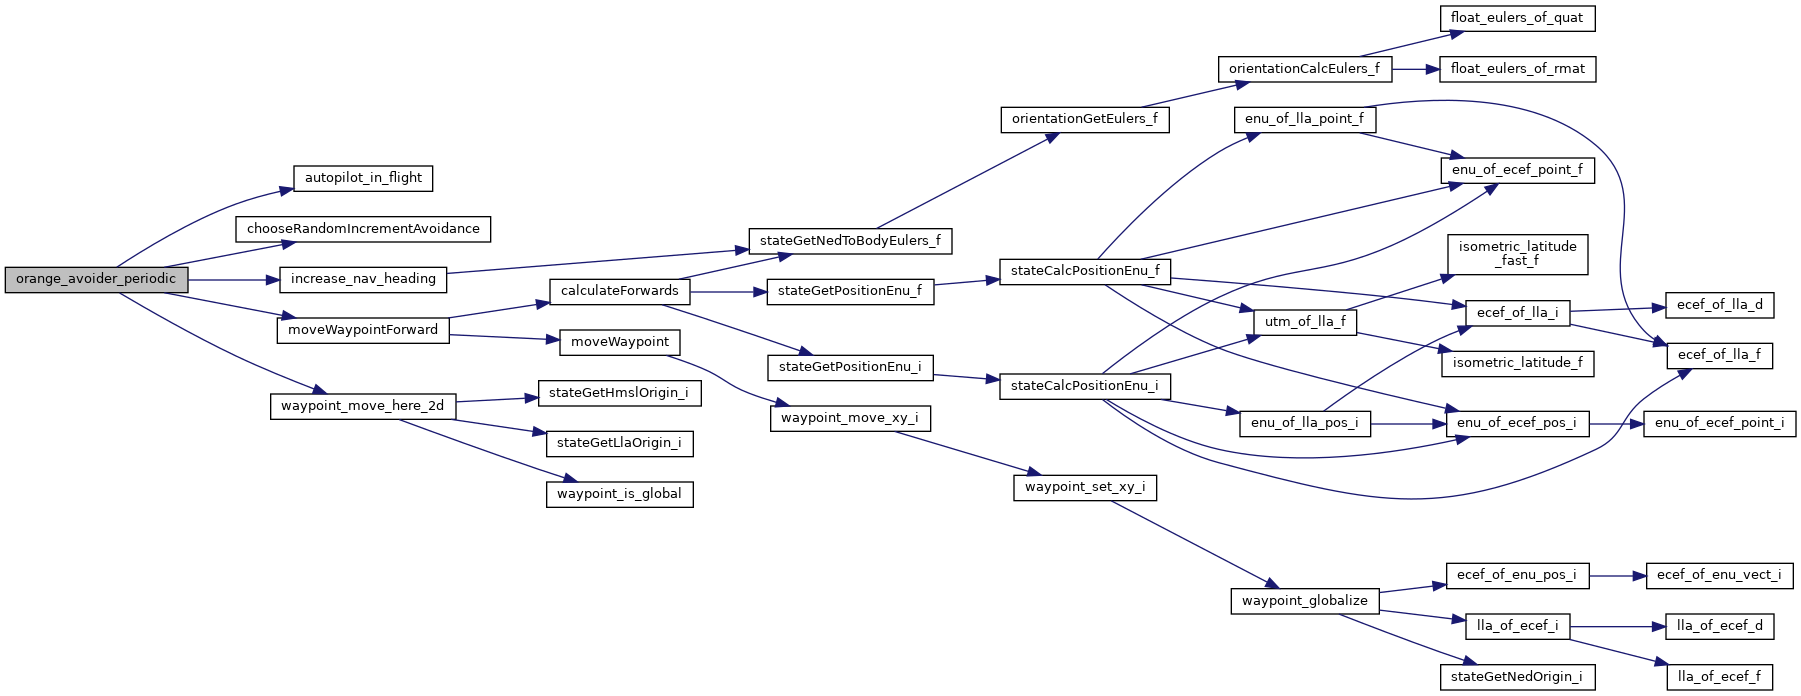 float_eulers_of_quat
orientationCalcEulers_f
float_eulers_of_rmat
orientationGetEulers_f
enu_of_lla_point_f
enu_of_ecef_point_f
autopilot_in_flight
chooseRandomIncrementAvoidance
stateGetNedToBodyEulers_f
isometric_latitude
_fast_f
orange_avoider_periodic
increase_nav_heading
calculateForwards
stateGetPositionEnu_f
stateCalcPositionEnu_f
ecef_of_lla_d
ecef_of_lla_i
utm_of_lla_f
moveWaypointForward
moveWaypoint
ecef_of_lla_f
isometric_latitude_f
stateGetPositionEnu_i
stateCalcPositionEnu_i
stateGetHmslOrigin_i
waypoint_move_here_2d
waypoint_move_xy_i
enu_of_lla_pos_i
enu_of_ecef_pos_i
enu_of_ecef_point_i
stateGetLlaOrigin_i
waypoint_is_global
waypoint_set_xy_i
ecef_of_enu_pos_i
ecef_of_enu_vect_i
waypoint_globalize
lla_of_ecef_i
lla_of_ecef_d
stateGetNedOrigin_i
lla_of_ecef_f